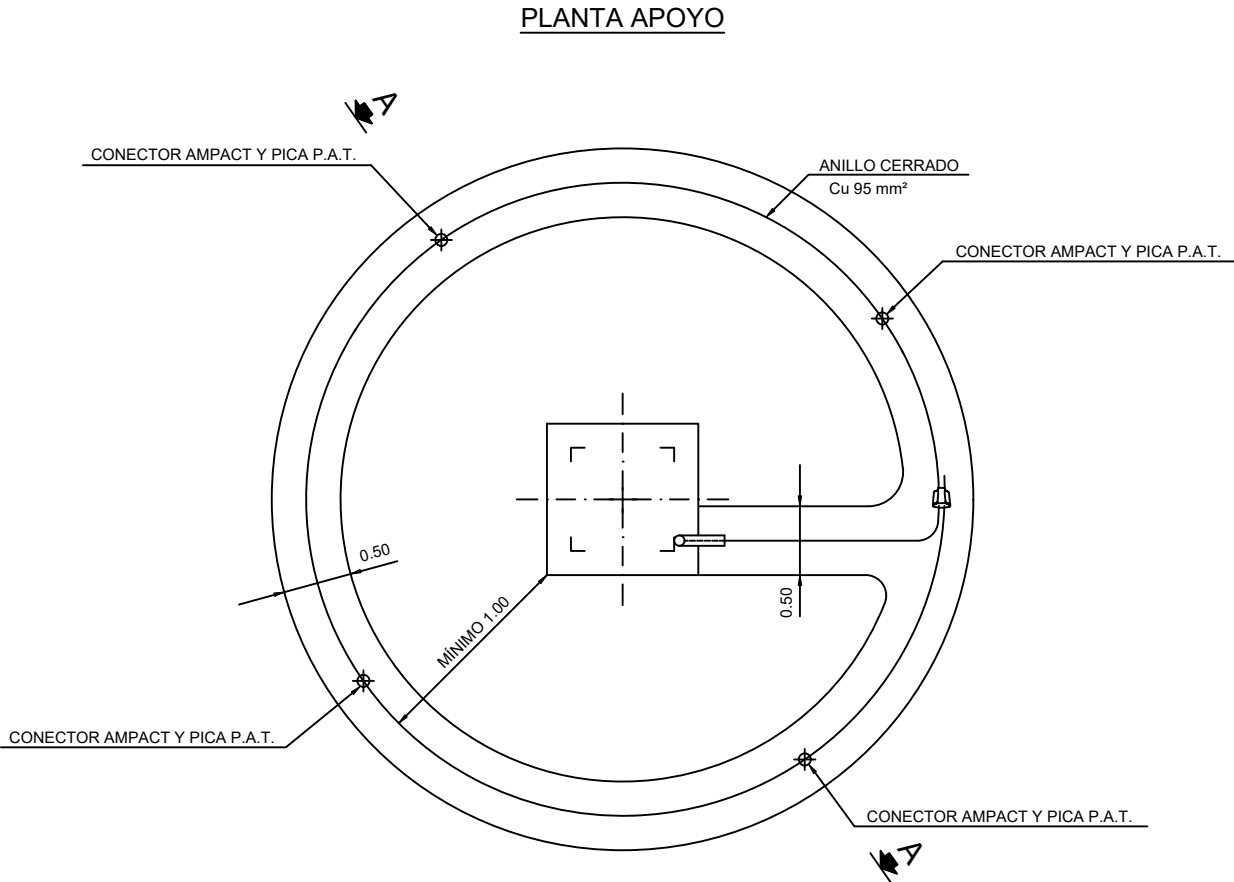 PLANTA APOYO
A
CONECTOR AMPACT Y PICA P.A.T.
ANILLO CERRADO
Cu 95 mm²
CONECTOR AMPACT Y PICA P.A.T.
0.50
0.50
MÍNIMO 1.00
CONECTOR AMPACT Y PICA P.A.T.
CONECTOR AMPACT Y PICA P.A.T.
A